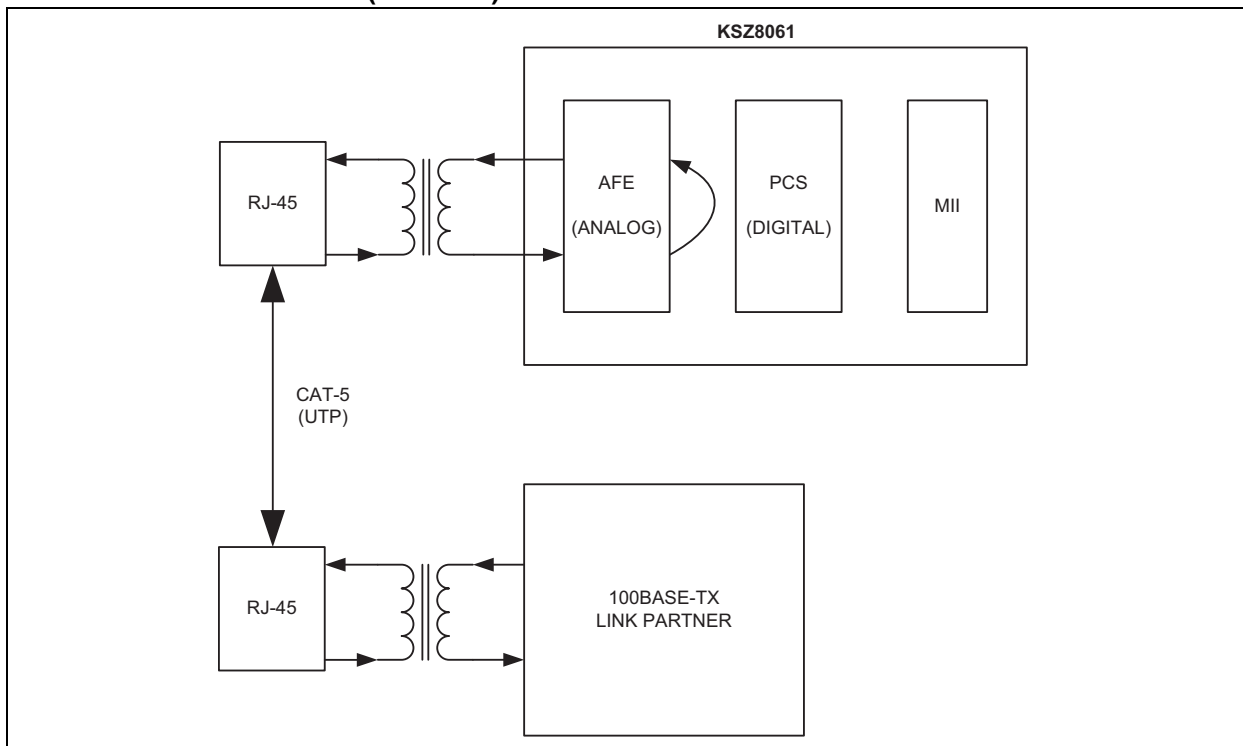 KSZ8061
RJ-45
AFE
(ANALOG)
PCS
(DIGITAL)
MII
CAT-5
(UTP)
RJ-45
100BASE-TX
LINK PARTNER